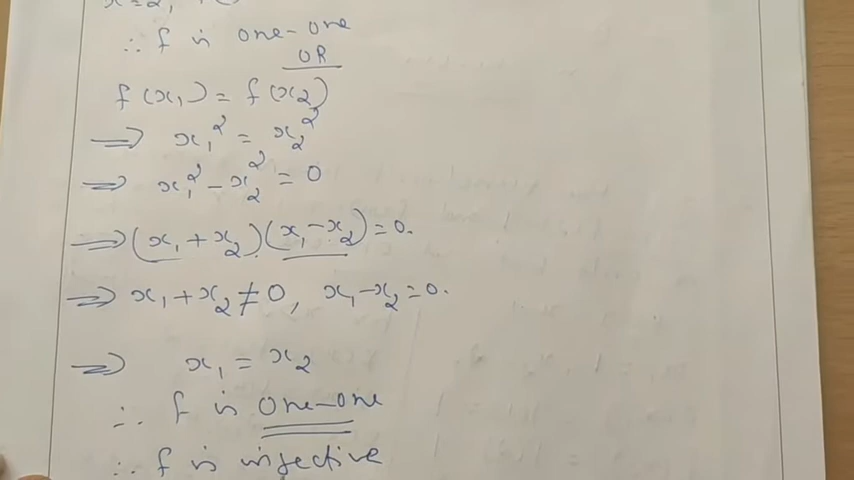 x=2,
∴ f is one-one
OR
f(x₁) = f(x₂)
⟹ x₁² = x₂²
⟹ x₁² - x₂² = 0
⟹ (x₁ + x₂)(x₁ - x₂) = 0.
⟹ x₁ + x₂ ≠ 0, x₁ - x₂ = 0.
⟹ x₁ = x₂
∴ f is one-one
∴ f is injective